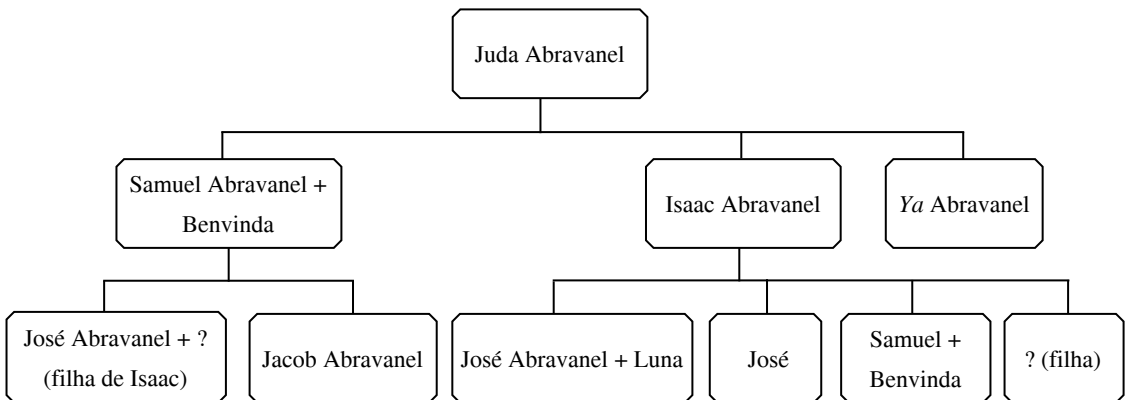 Juda Abravanel
Samuel Abravanel +
Benvinda
Isaac Abravanel
Ya Abravanel
José Abravanel + ?
(filha de Isaac)
Jacob Abravanel
José Abravanel + Luna
José
Samuel +
Benvinda
? (filha)